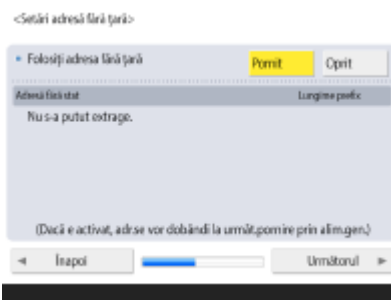 <Setări adresă fără țară>
Folosiți adresa fără țară
Pornit
Oprit
Adresă fără stat
Lungime prefix
Nu s-a putut extrage.
(Dacă e activat, adr.se vor dobândi la următ.pornire prin alim.gen.)
Înapoi
Următorul